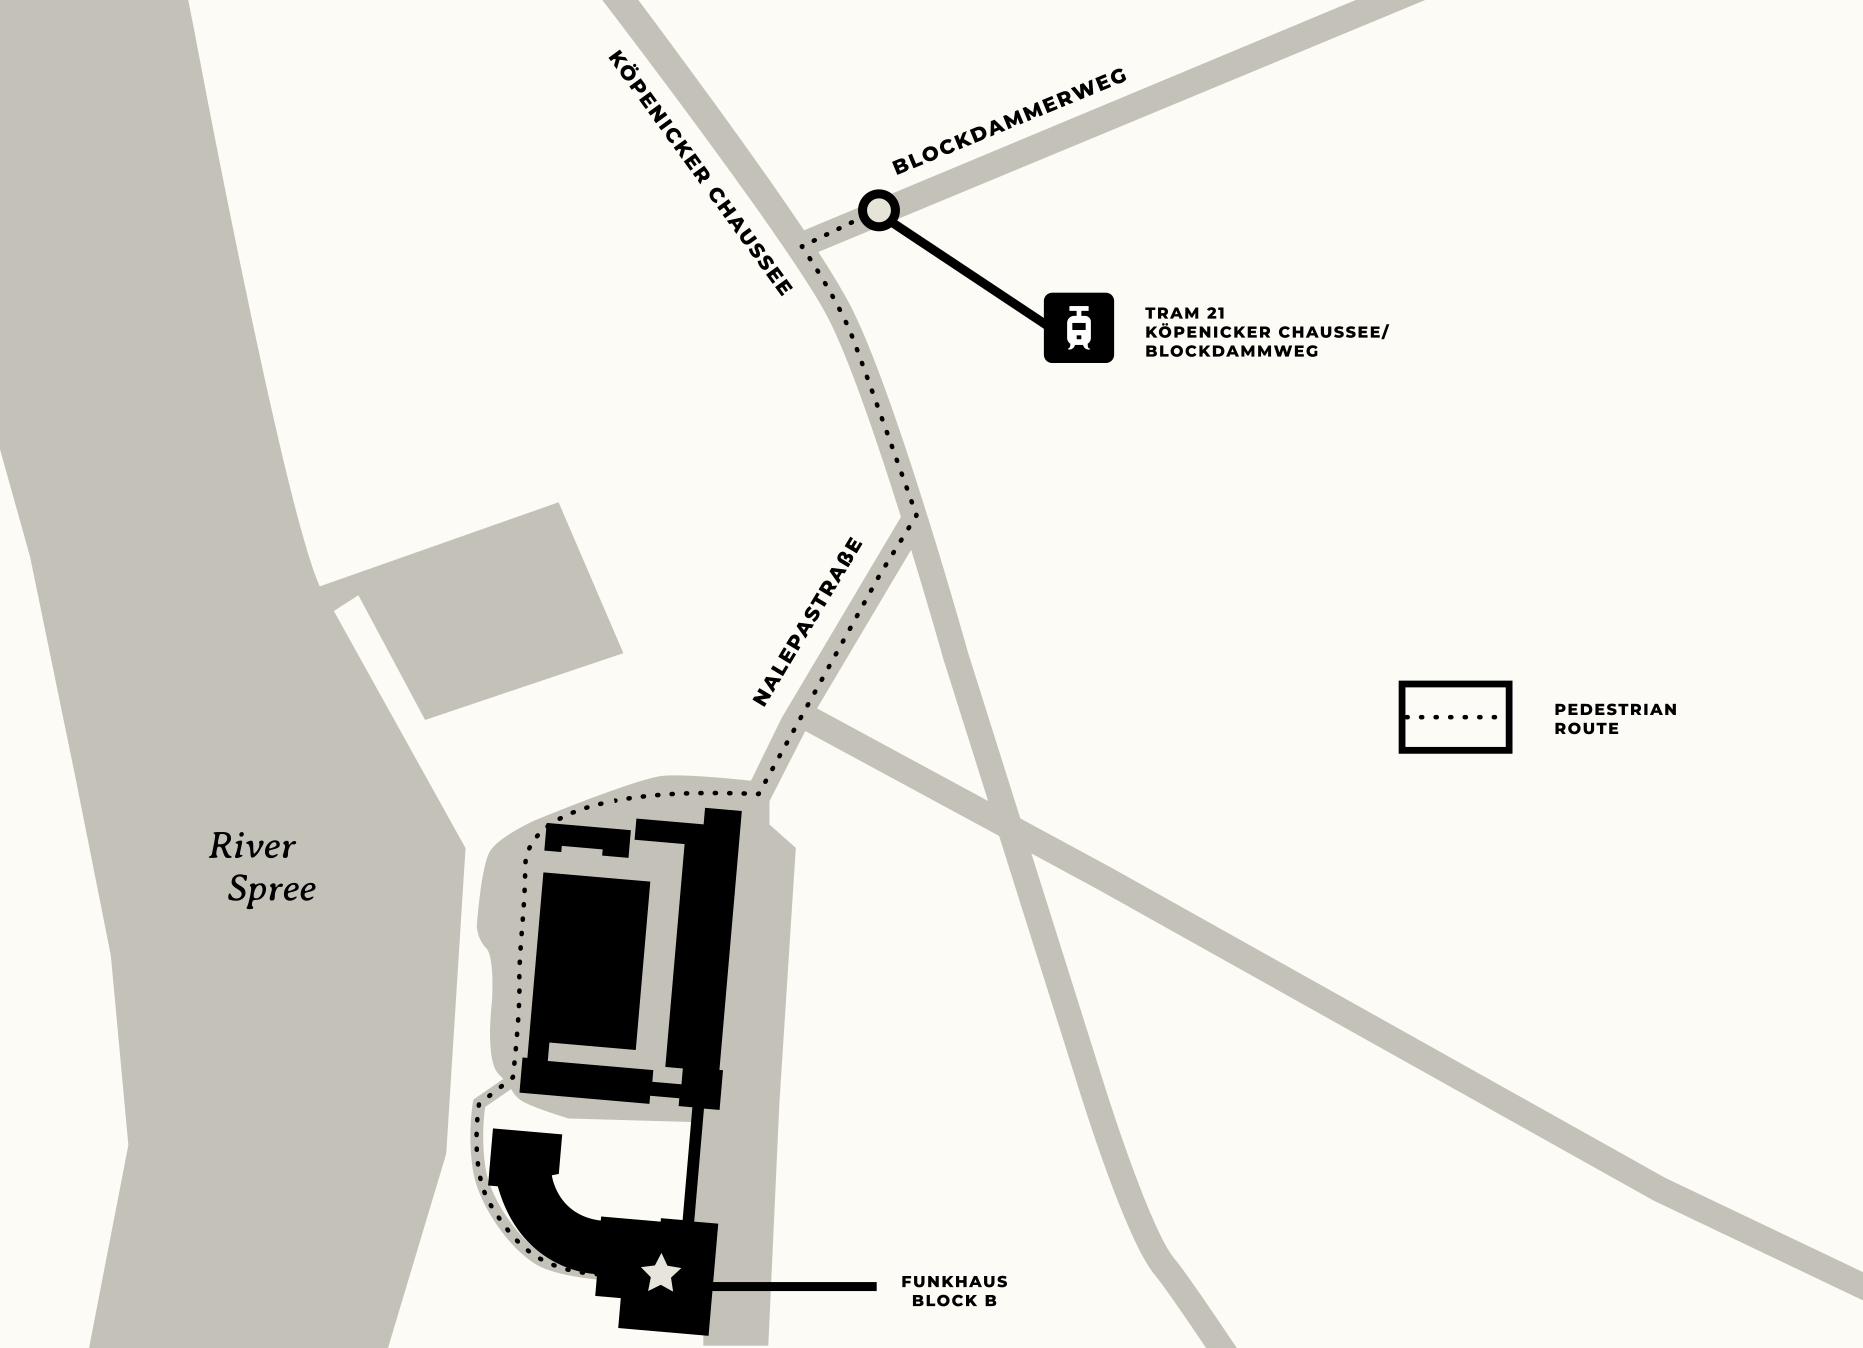 KÖPENICKER CHAUSSEE
BLOCKDAMMERWEG
TRAM 21
KÖPENICKER CHAUSSEE/
BLOCKDAMMWEG
NALEPASTRAßE
PEDESTRIAN
ROUTE
River
Spree
FUNKHAUS
BLOCK B